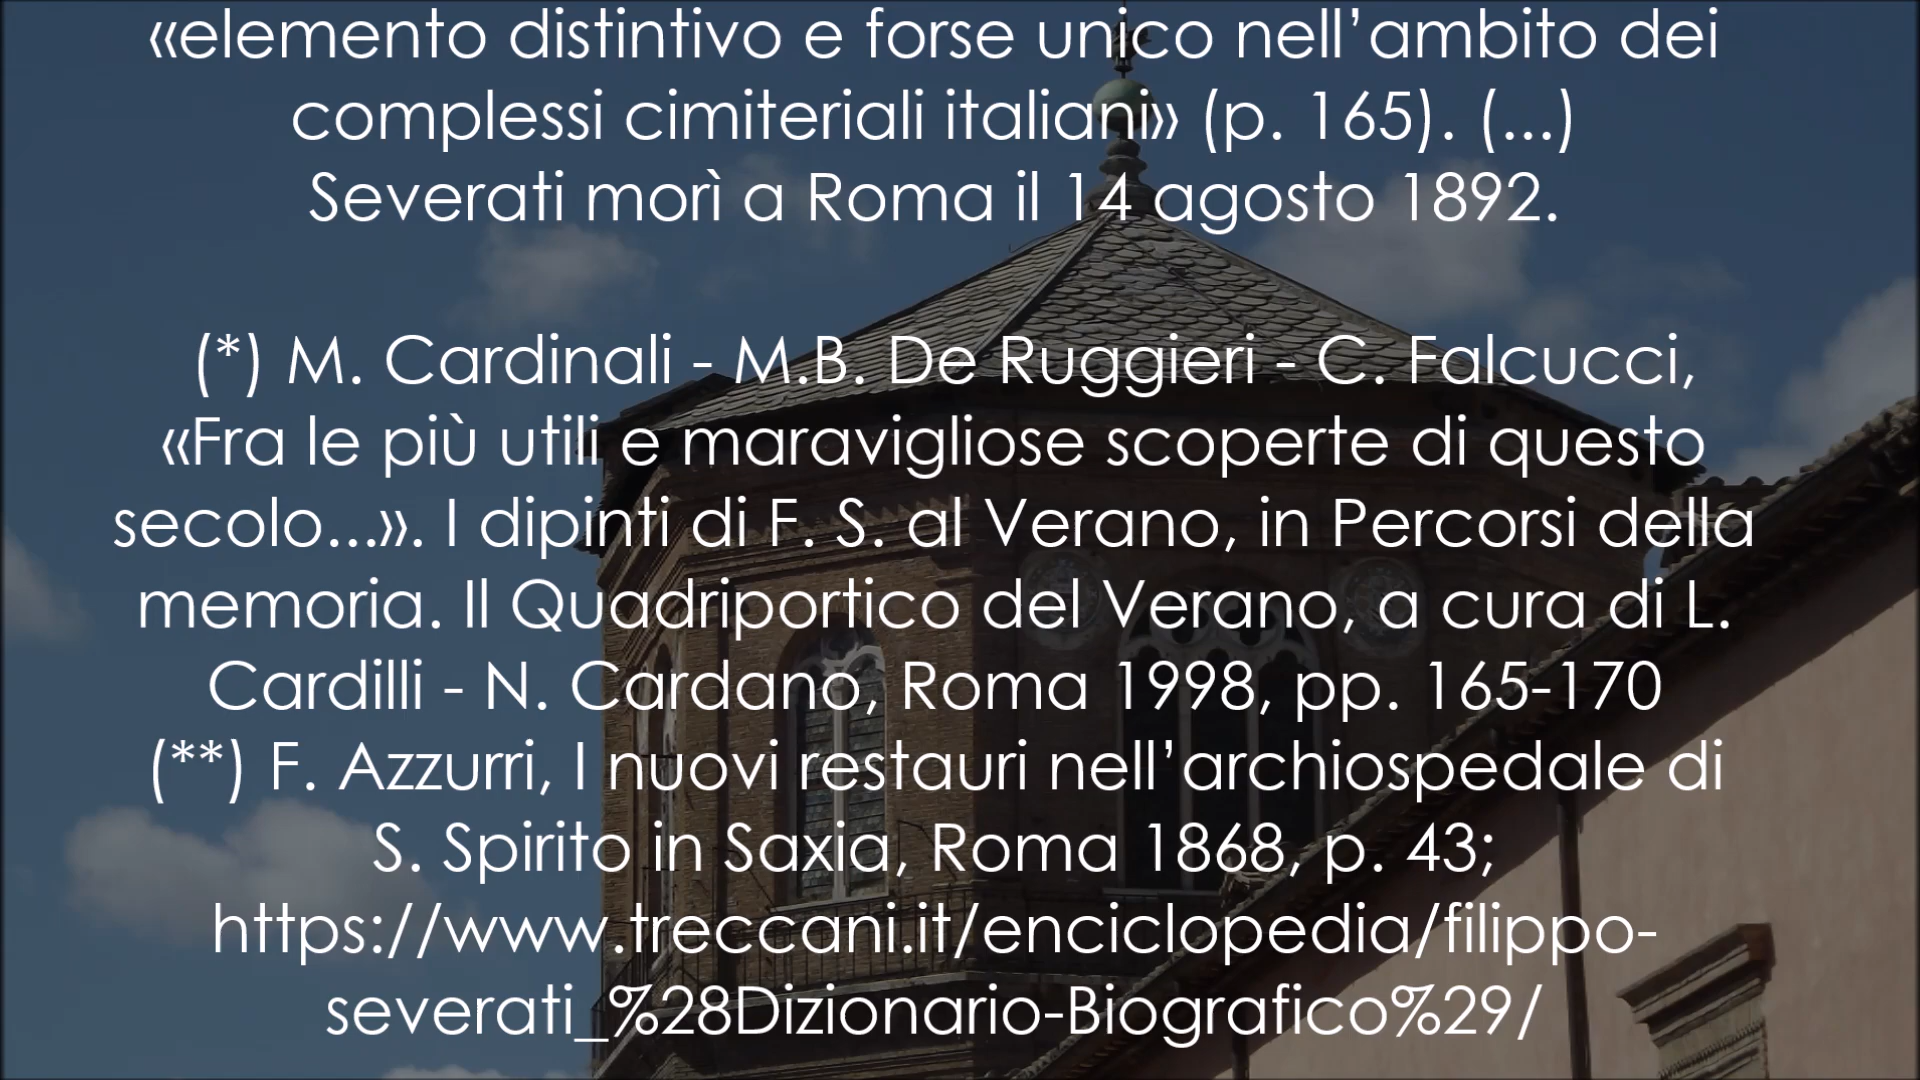 «elemento distintivo e forse unico nell’ambito dei
complessi cimiteriali italiani» (p. 165). (...)
Severati morì a Roma il 14 agosto 1892.
(*) M. Cardinali - M.B. De Ruggieri - C. Falcucci,
«Fra le più utili e maravigliose scoperte di questo
secolo...». I dipinti di F. S. al Verano, in Percorsi della
memoria. Il Quadriportico del Verano, a cura di L.
Cardilli - N. Cardano, Roma 1998, pp. 165-170
(**) F. Azzurri, I nuovi restauri nell’archiospedale di
S. Spirito in Saxia, Roma 1868, p. 43;
https://www.treccani.it/enciclopedia/filippo-
severati_%28Dizionario-Biografico%29/